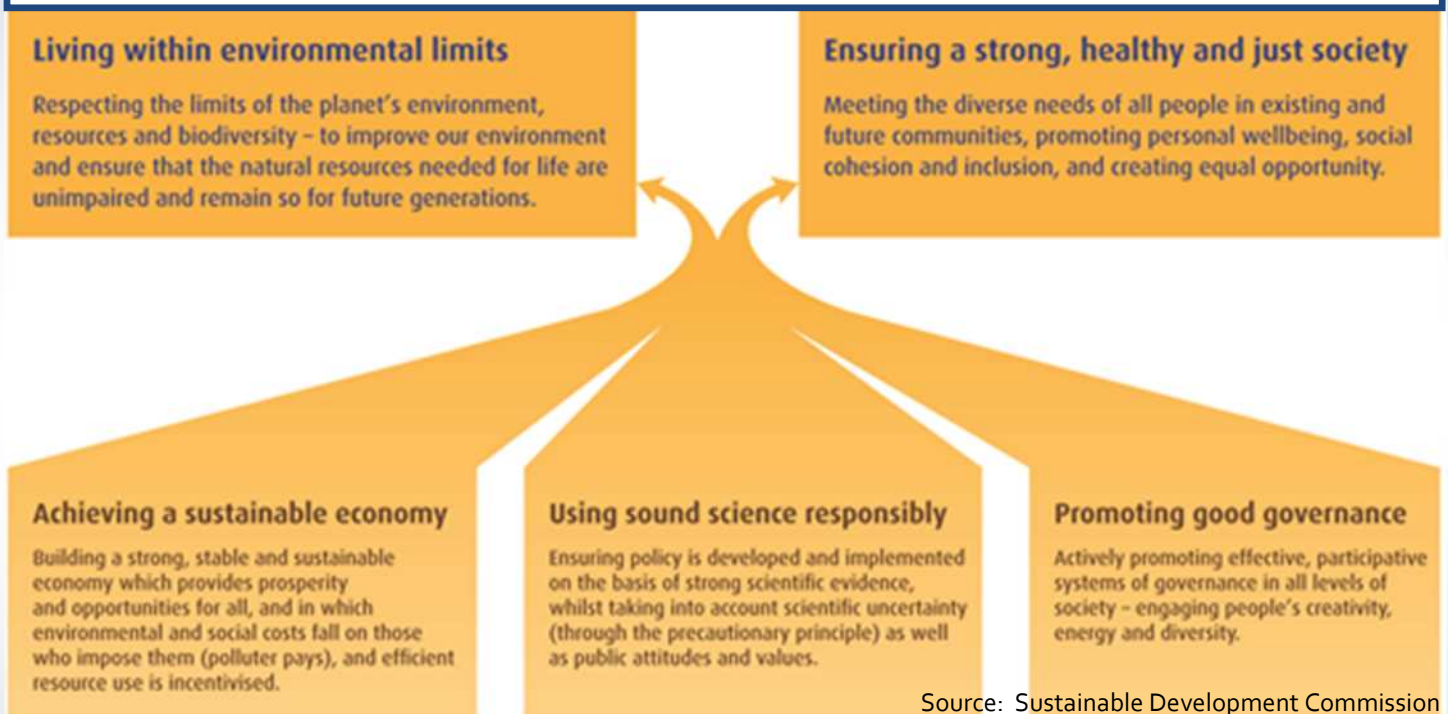 Living within environmental limits
Respecting the limits of the planet's environment,
resources and biodiversity – to improve our environment
and ensure that the natural resources needed for life are
unimpaired and remain so for future generations.
Ensuring a strong, healthy and just society
Meeting the diverse needs of all people in existing and
future communities, promoting personal wellbeing, social
cohesion and inclusion, and creating equal opportunity.
Achieving a sustainable economy
Building a strong, stable and sustainable
economy which provides prosperity
and opportunities for all, and in which
environmental and social costs fall on those
who impose them (polluter pays), and efficient
resource use is incentivised.
Using sound science responsibly
Ensuring policy is developed and implemented
on the basis of strong scientific evidence,
whilst taking into account scientific uncertainty
(through the precautionary principle) as well
as public attitudes and values.
Promoting good governance
Actively promoting effective, participative
systems of governance in all levels of
society – engaging people's creativity,
energy and diversity.
Source: Sustainable Development Commission